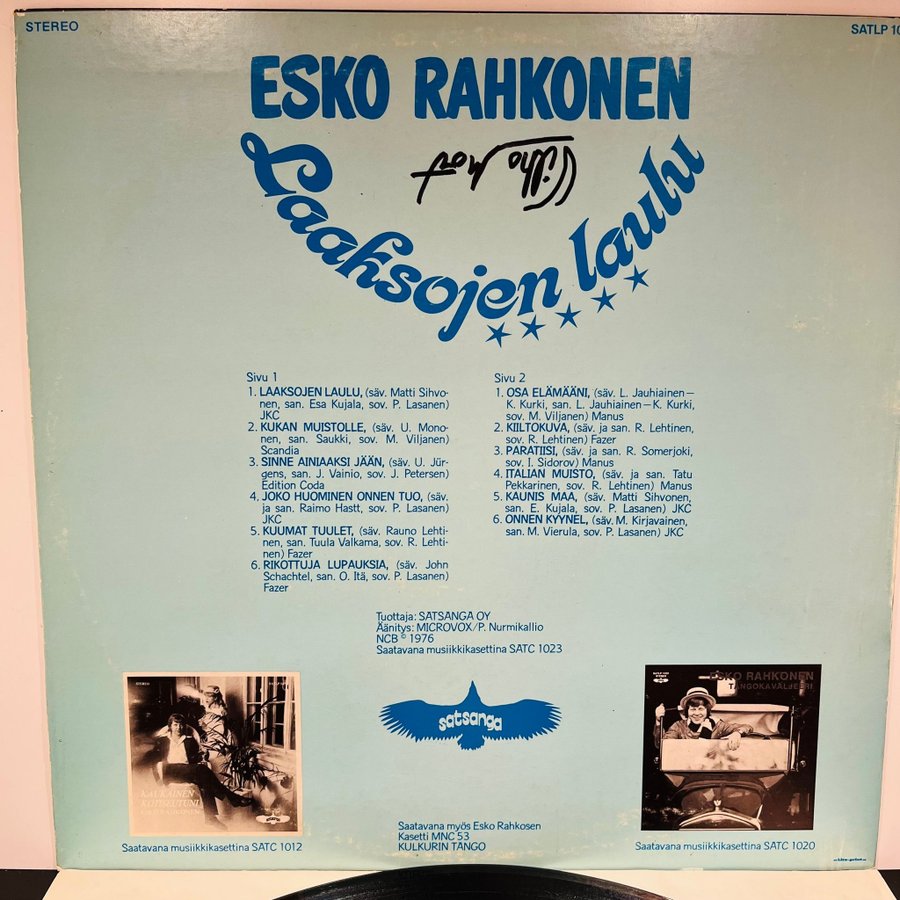 STEREO
SATLP 10
ESKO RAHKONEN
Laaksojen laulu
Sivu 1
1. LAAKSOJEN LAULU, (säv. Matti Sihvo-
nen, san. Esa Kujala, sov. P. Lasanen)
JKC
2. KUKAN MUISTOLLE, (säv. U. Mono-
nen, san. Saukki, sov. M. Viljanen)
Scandia
3. SINNE AINIAAKSI JÄÄN, (säv. U. Jür-
gens, san. J. Vainio, sov. J. Petersen)
Edition Coda
4. JOKO HUOMINEN ONNEN TUO, (säv.
ja san. Raimo Hastt, sov. P. Lasanen)
JKC
5. KUUMAT TUULET, (säv. Rauno Lehti-
nen, san. Tuula Valkama, sov. R. Lehti-
nen) Fazer
6. RIKOTTUJA LUPAUKSIA, (säv. John
Schachtel, san. O. Itä, sov. P. Lasanen)
Fazer
Sivu 2
1. OSA ELÄMÄÄNI, (säv. L. Jauhiainen—
K. Kurki, san. L. Jauhiainen—K. Kurki,
sov. M. Viljanen) Manus
2. KIILTOKUVA, (säv. ja san. R. Lehtinen,
sov. R. Lehtinen) Fazer
3. PARATIISI, (säv. ja san. R. Somerjoki,
sov. I. Sidorov) Manus
4. ITALIAN MUISTO, (säv. ja san. Tatu
Pekkarinen, sov. R. Lehtinen) Manus
5. KAUNIS MAA, (säv. Matti Sihvonen,
san. E. Kujala, sov. P. Lasanen) JKC
6. ONNEN KYYNEL, (säv. M. Kirjavainen,
san. M. Vierula, sov. P. Lasanen) JKC
Tuottaja: SATSANGA OY
Äänitys: MICROVOX/P. Nurmikallio
NCB © 1976
Saatavana musiikkikasettina SATC 1023
satsanga
KAUKAINEN
KOTISEUTUNI
ESKO RAHKONEN
Saatavana musiikkikasettina SATC 1012
Saatavana myös Esko Rahkosen
Kasetti MNC 53
KULKURIN TANGO
ESKO RAHKONEN
TANGOKAVALJEERI
Saatavana musiikkikasettina SATC 1020